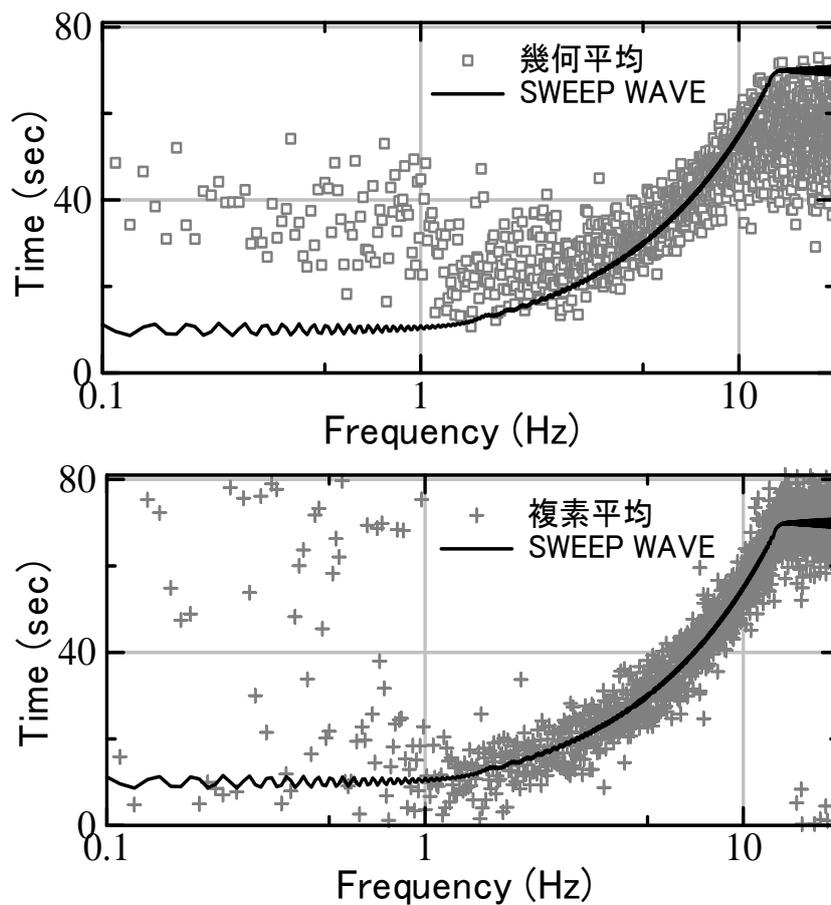 80
幾何平均
SWEEP WAVE
Time (sec)
40
0
0.1 1 10
Frequency (Hz)
80
複素平均
SWEEP WAVE
Time (sec)
40
0
0.1 1 10
Frequency (Hz)